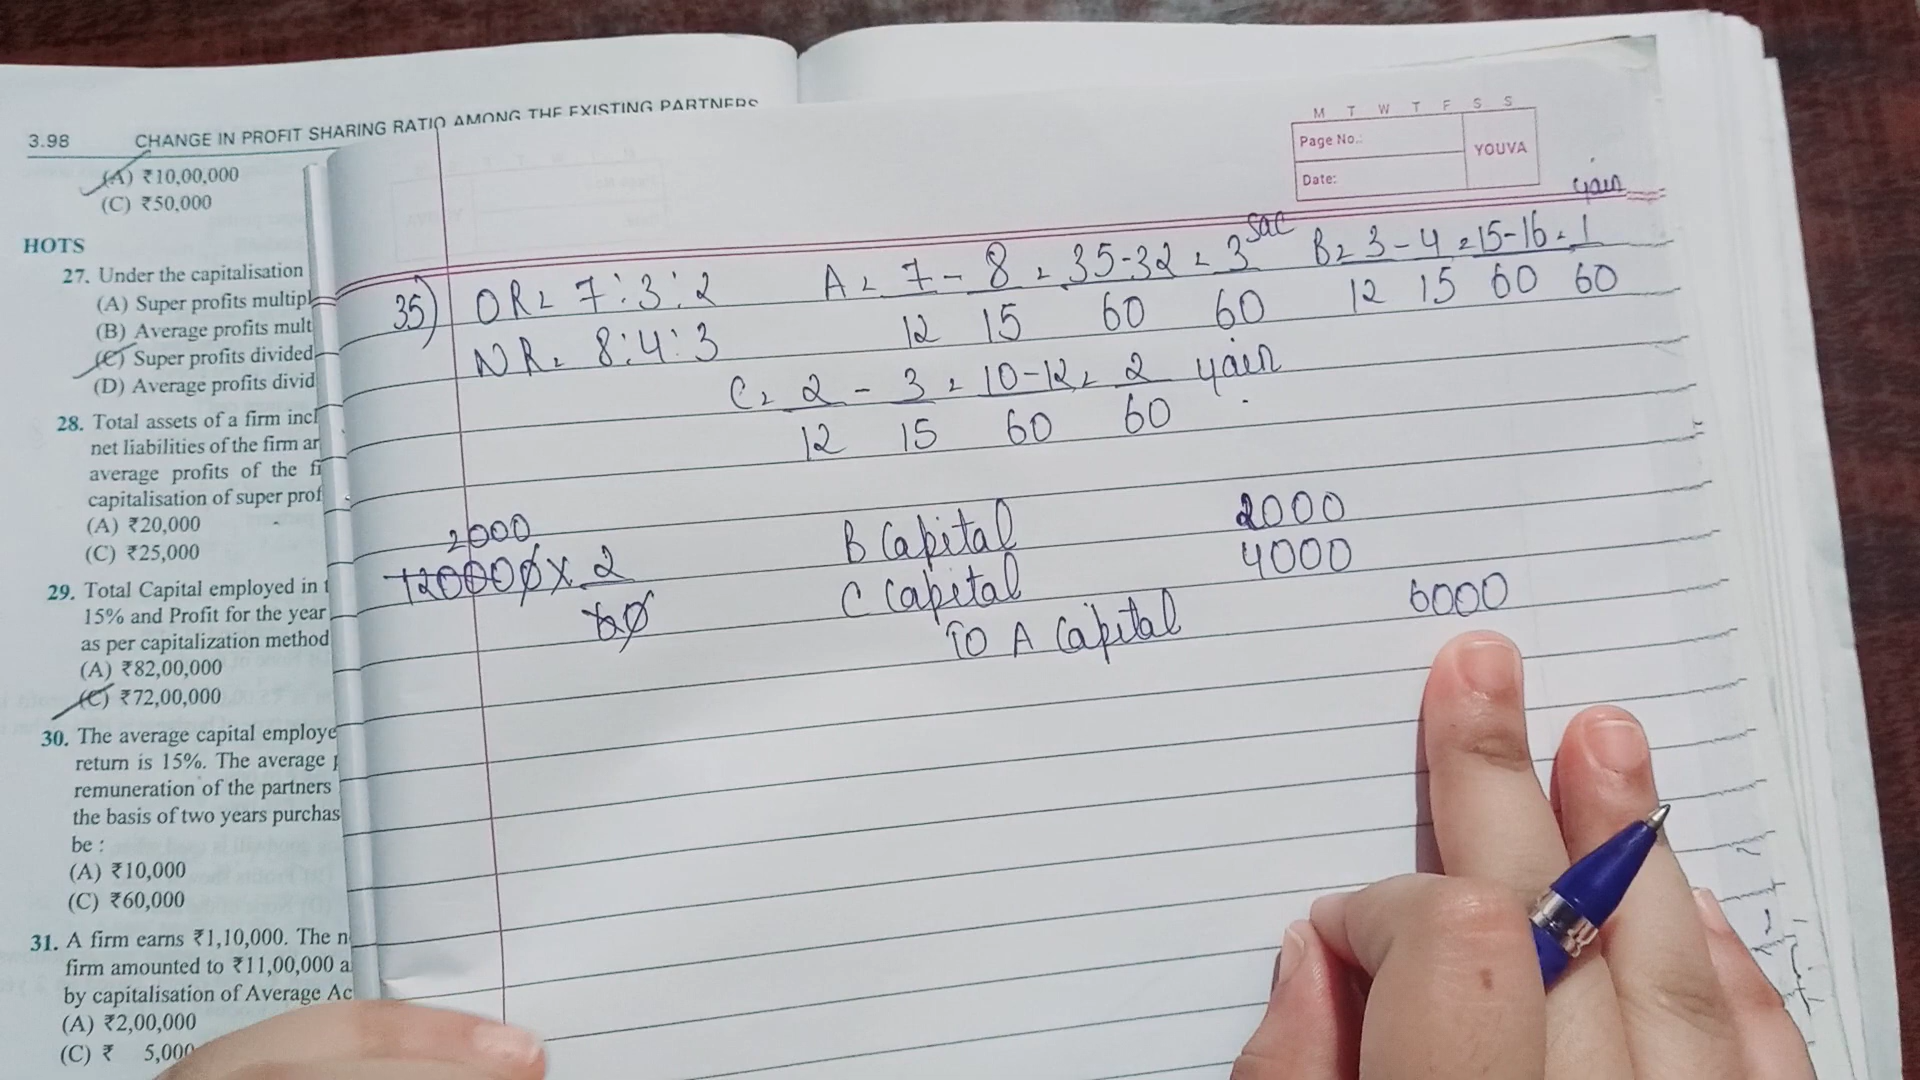 3.98 CHANGE IN PROFIT SHARING RATIO AMONG THE EXISTING PARTNERS
(A) ₹10,00,000
(C) ₹50,000
HOTS
27. Under the capitalisation
(A) Super profits multipl
(B) Average profits mult
(C) Super profits divided
(D) Average profits divid
28. Total assets of a firm incl
net liabilities of the firm ar
average profits of the fi
capitalisation of super prof
(A) ₹20,000
(C) ₹25,000
29. Total Capital employed in t
15% and Profit for the year
as per capitalization method
(A) ₹82,00,000
(C) ₹72,00,000
30. The average capital employe
return is 15%. The average p
remuneration of the partners
the basis of two years purchas
be :
(A) ₹10,000
(C) ₹60,000
31. A firm earns ₹1,10,000. The n
firm amounted to ₹11,00,000 a
by capitalisation of Average Ac
(A) ₹2,00,000
(C) ₹ 5,000
M T W T F S S
Page No.:
Date:
YOUVA
35) OR = 7:3:2
NR = 8:4:3
A = 7/12 - 8/15 = 35-32/60 = 3/60 sac
B = 3/12 - 4/15 = 15-16/60 = 1/60 gain
C = 2/12 - 3/15 = 10-12/60 = 2/60 gain
2000
120000 x 2/60
B Capital 2000
C Capital 4000
To A Capital 6000